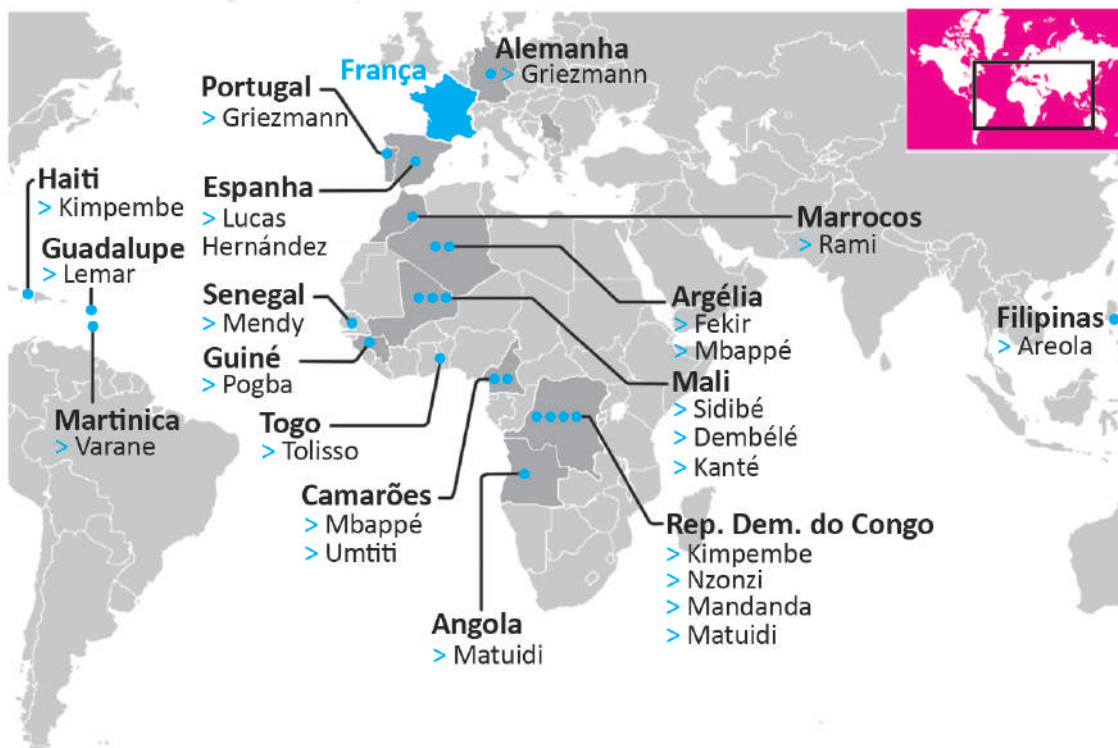 Alemanha
> Griezmann
França
Portugal
> Griezmann
Haiti
> Kimpembe
Espanha
> Lucas
Hernández
Marrocos
> Rami
Guadalupe
> Lemar
Senegal
> Mendy
Argélia
> Fekir
> Mbappé
Filipinas
> Areola
Guiné
> Pogba
Mali
> Sidibé
> Dembélé
> Kanté
Martinica
> Varane
Togo
> Tolisso
Camarões
> Mbappé
> Umtiti
Rep. Dem. do Congo
> Kimpembe
> Nzonzi
> Mandanda
> Matuidi
Angola
> Matuidi